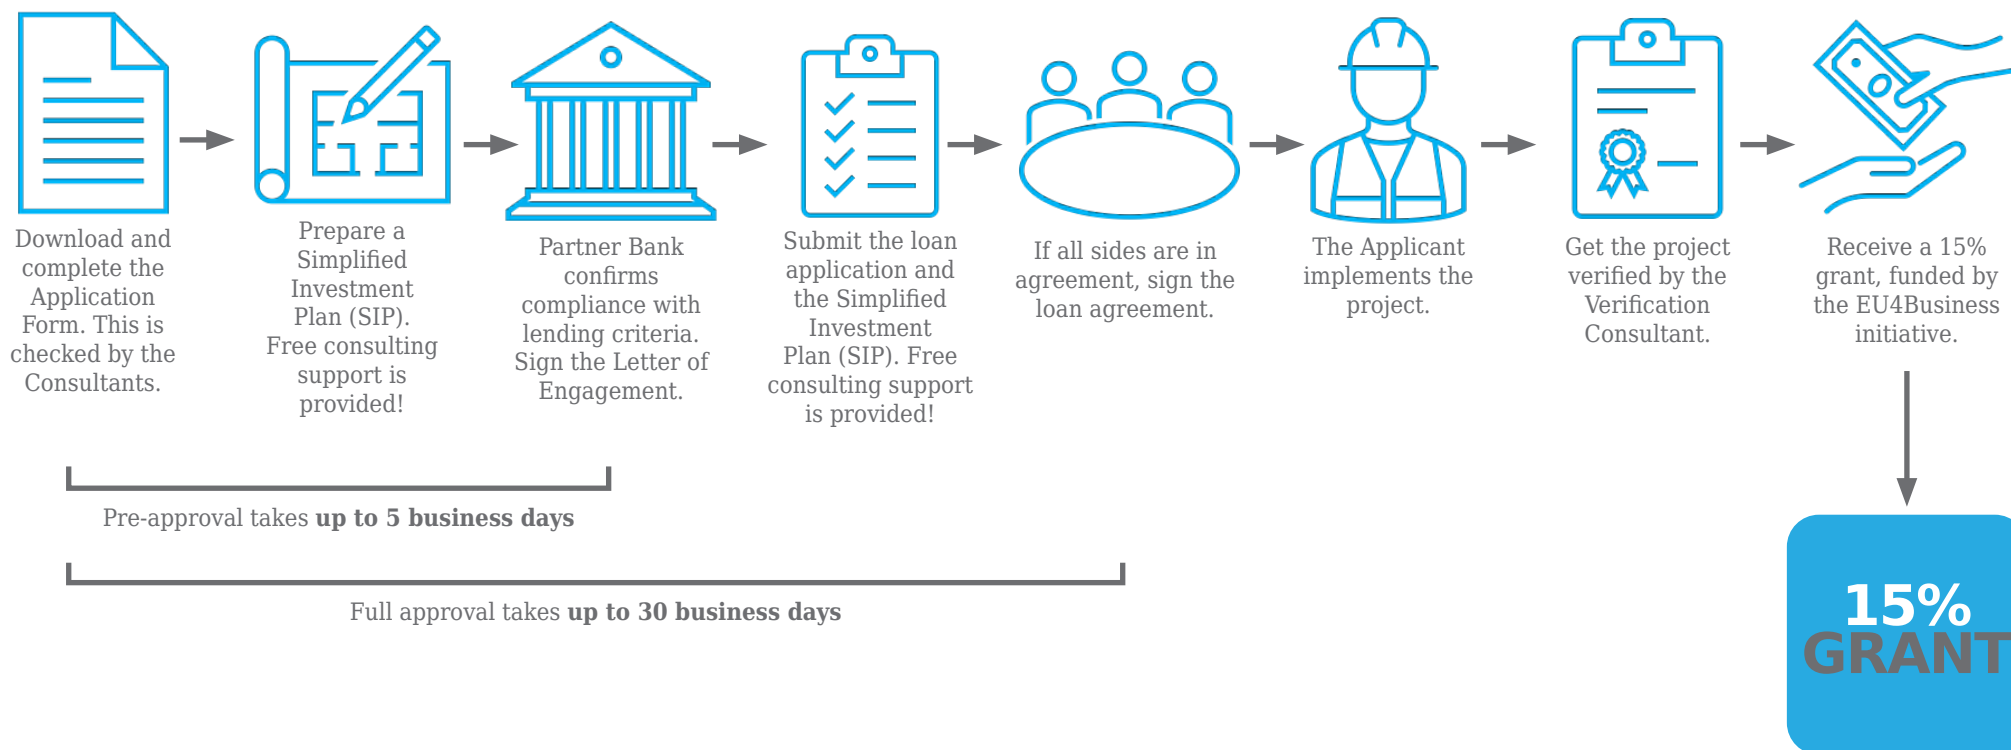 Download and
complete the
Application
Form. This is
checked by the
Consultants.
Prepare a
Simplified
Investment
Plan (SIP).
Free consulting
support is
provided!
Partner Bank
confirms
compliance with
lending criteria.
Sign the Letter of
Engagement.
Submit the loan
application and
the Simplified
Investment
Plan (SIP). Free
consulting support
is provided!
If all sides are in
agreement, sign the
loan agreement.
The Applicant
implements the
project.
Get the project
verified by the
Verification
Consultant.
Receive a 15%
grant, funded by
the EU4Business
initiative.
Pre-approval takes up to 5 business days
Full approval takes up to 30 business days
15%
GRANT